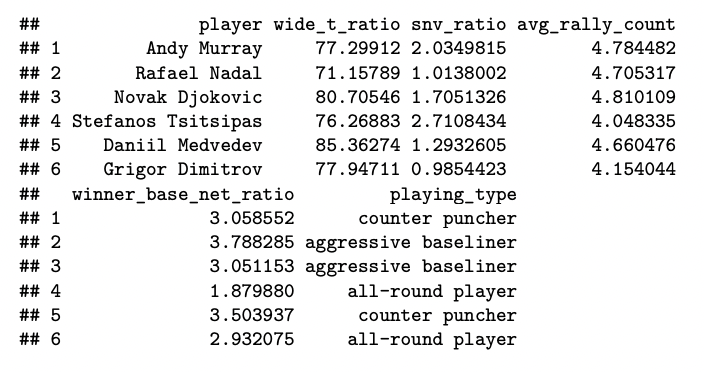 ##             player wide_t_ratio snv_ratio avg_rally_count
## 1      Andy Murray     77.29912 2.0349815        4.784482
## 2     Rafael Nadal     71.15789 1.0138002        4.705317
## 3   Novak Djokovic     80.70546 1.7051326        4.810109
## 4 Stefanos Tsitsipas     76.26883 2.7108434        4.048335
## 5  Daniil Medvedev     85.36274 1.2932605        4.660476
## 6  Grigor Dimitrov     77.94711 0.9854423        4.154044
##   winner_base_net_ratio         playing_type
## 1              3.058552      counter puncher
## 2              3.788285 aggressive baseliner
## 3              3.051153 aggressive baseliner
## 4              1.879880     all-round player
## 5              3.503937      counter puncher
## 6              2.932075     all-round player